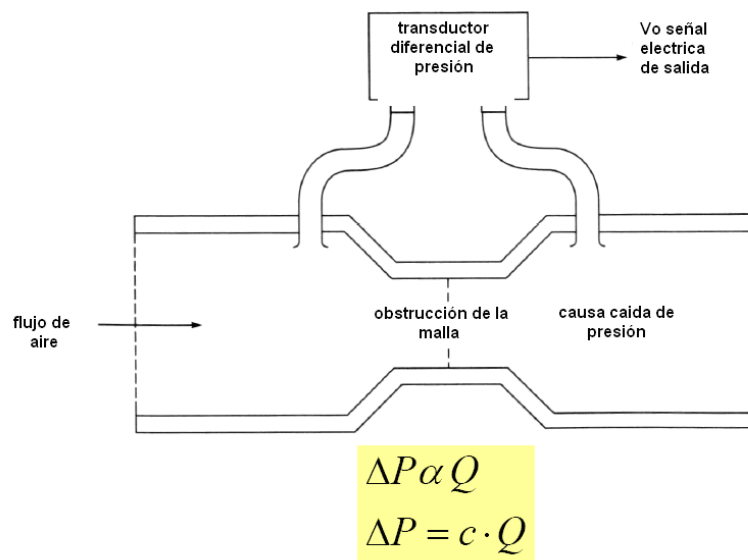 transductor
diferencial de
presión
Vo señal
electrica
de salida
flujo de
aire
obstrucción de la
malla
causa caida de
presión
ΔP α Q
ΔP = c · Q